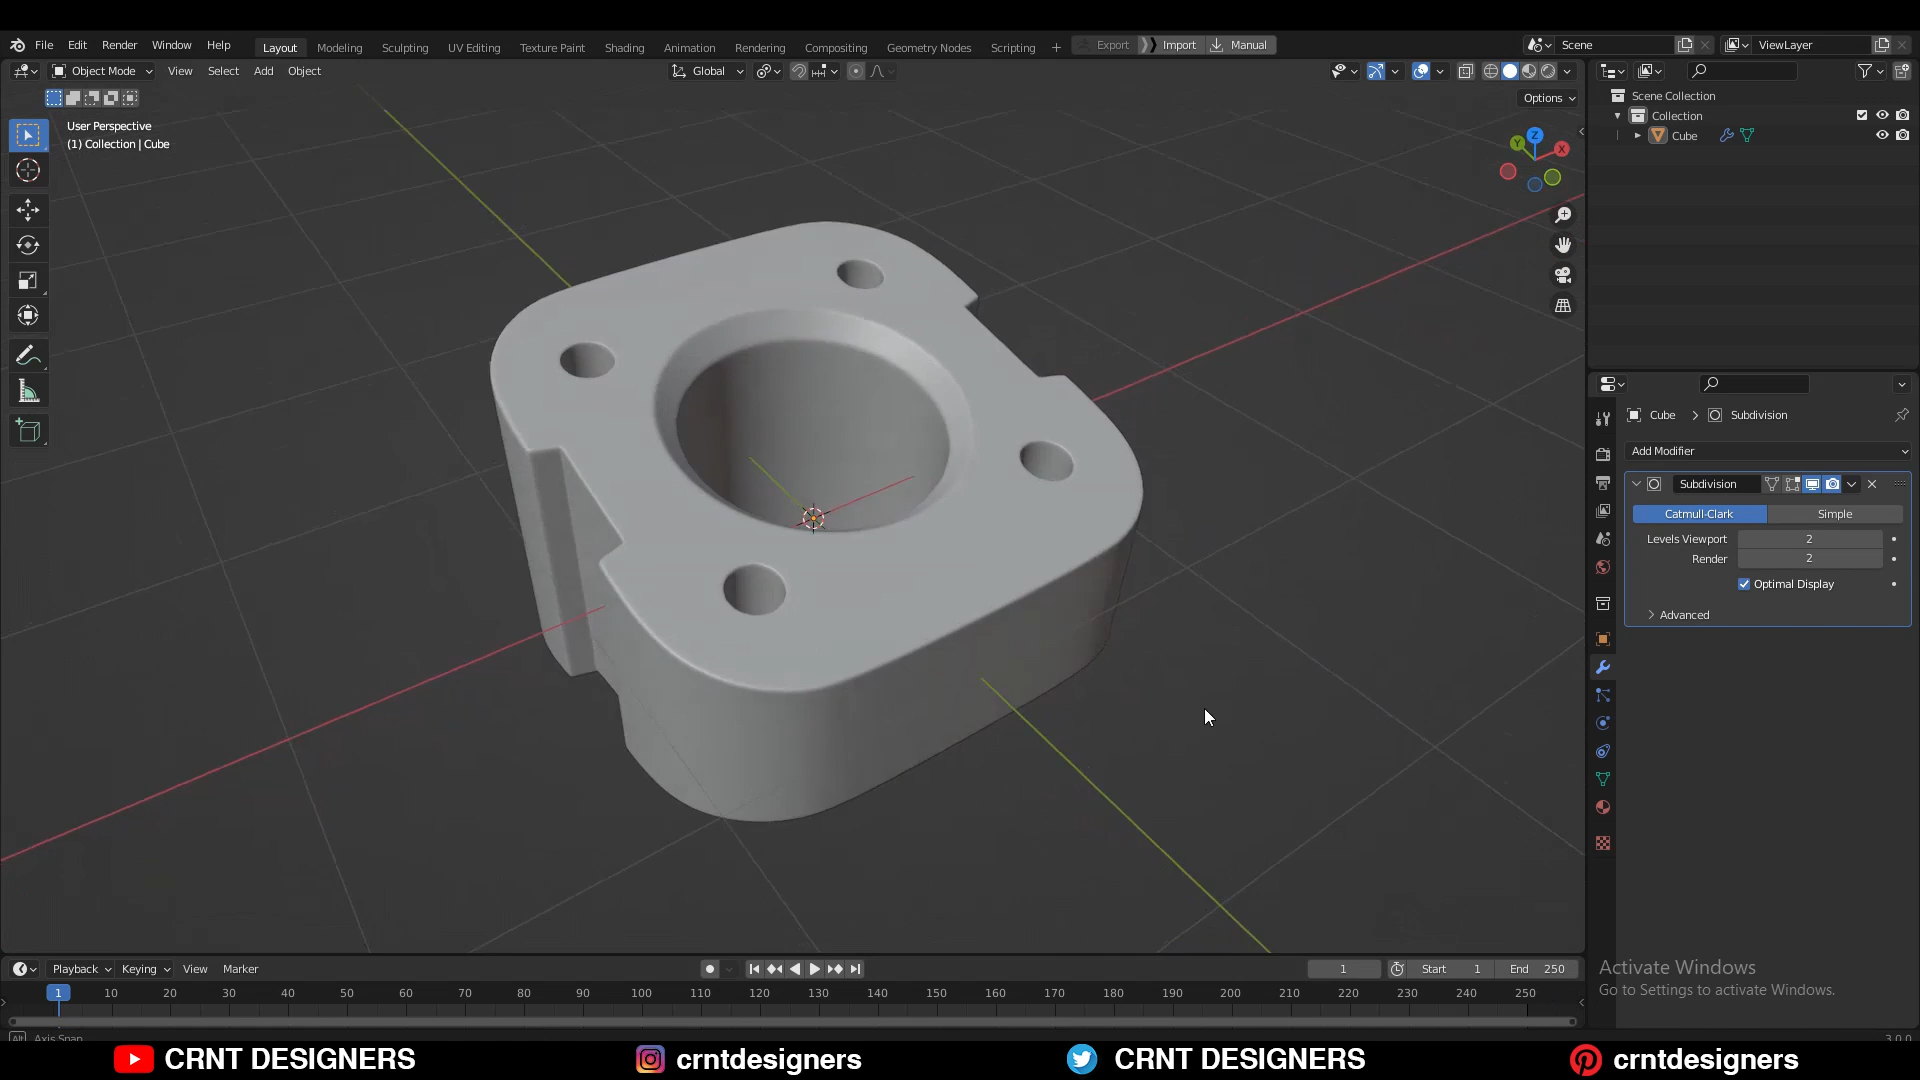 File Edit Render Window Help Layout Modeling Sculpting UV Editing Texture Paint Shading Animation Rendering Compositing Geometry Nodes Scripting + Export Import Manual Scene ViewLayer
Object Mode View Select Add Object Global
Options
User Perspective
(1) Collection | Cube
Z
Y
X
Scene Collection
Collection
Cube
Cube > Subdivision
Add Modifier
Subdivision
Catmull-Clark Simple
Levels Viewport 2
Render 2
Optimal Display
Advanced
Activate Windows
Go to Settings to activate Windows.
Playback Keying View Marker 1 Start 1 End 250
1 10 20 30 40 50 60 70 80 90 100 110 120 130 140 150 160 170 180 190 200 210 220 230 240 250
Axis Snap 3.0.0
CRNT DESIGNERS crntdesigners CRNT DESIGNERS crntdesigners